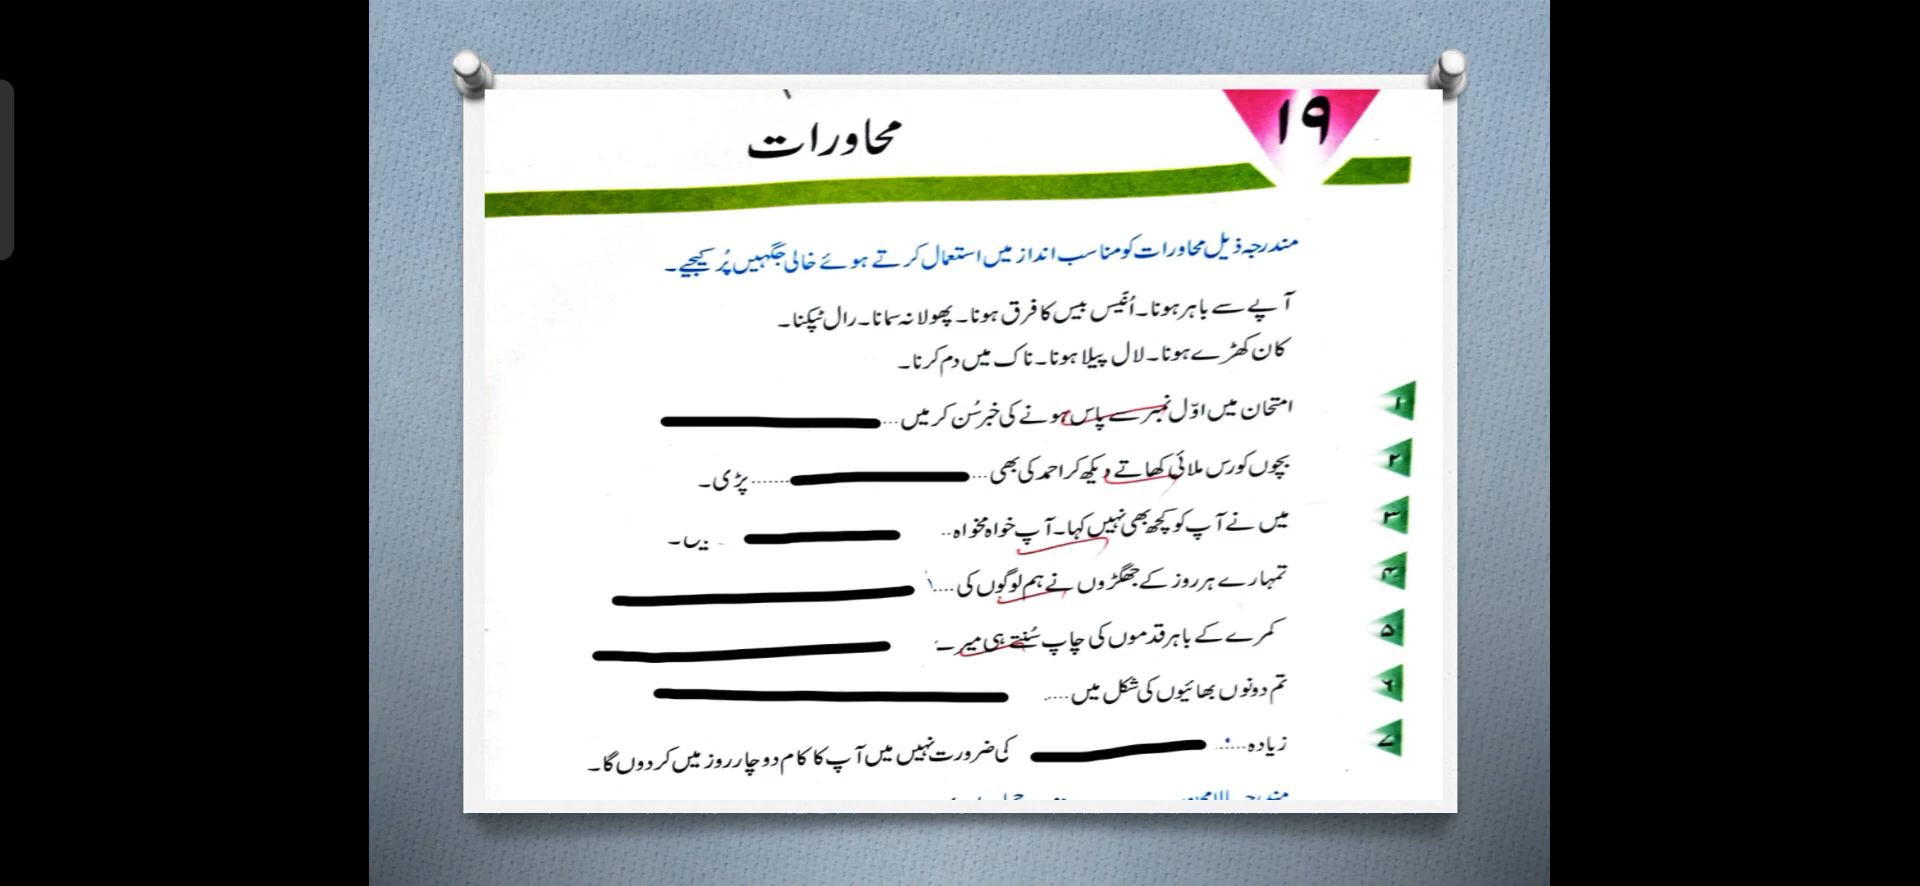 ۱۹
محاورات
مندرجہ ذیل محاورات کو مناسب انداز میں استعمال کرتے ہوئے خالی جگہیں پُر کیجیے۔
آپے سے باہر ہونا۔ اُنیّس بیس کا فرق ہونا۔ پھولا نہ سمانا۔ رال ٹپکنا۔
کان کھڑے ہونا۔ لال پیلا ہونا۔ ناک میں دم کرنا۔
۱ امتحان میں اوّل نمبر سے پاس ہونے کی خبر سُن کر میں...
۲ بچوں کو رس ملائی کھاتے دیکھ کر احمد کی بھی... ......پڑی۔
۳ میں نے آپ کو کچھ بھی نہیں کہا۔ آپ خواہ مخواہ.. ہیں۔
۴ تمہارے ہر روز کے جھگڑوں نے ہم لوگوں کی....
۵ کمرے کے باہر قدموں کی چاپ سُنتے ہی میرے
۶ تم دونوں بھائیوں کی شکل میں....
۷ زیادہ...... کی ضرورت نہیں میں آپ کا کام دو چار روز میں کر دوں گا۔